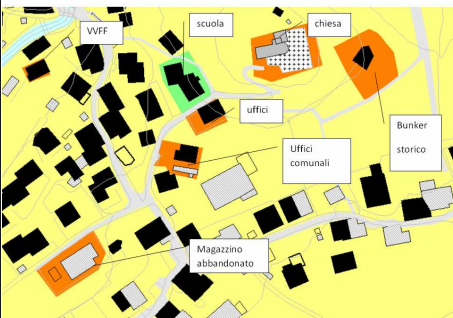 VVFF
scuola
chiesa
uffici
Bunker
storico
Uffici
comunali
Magazzino
abbandonato